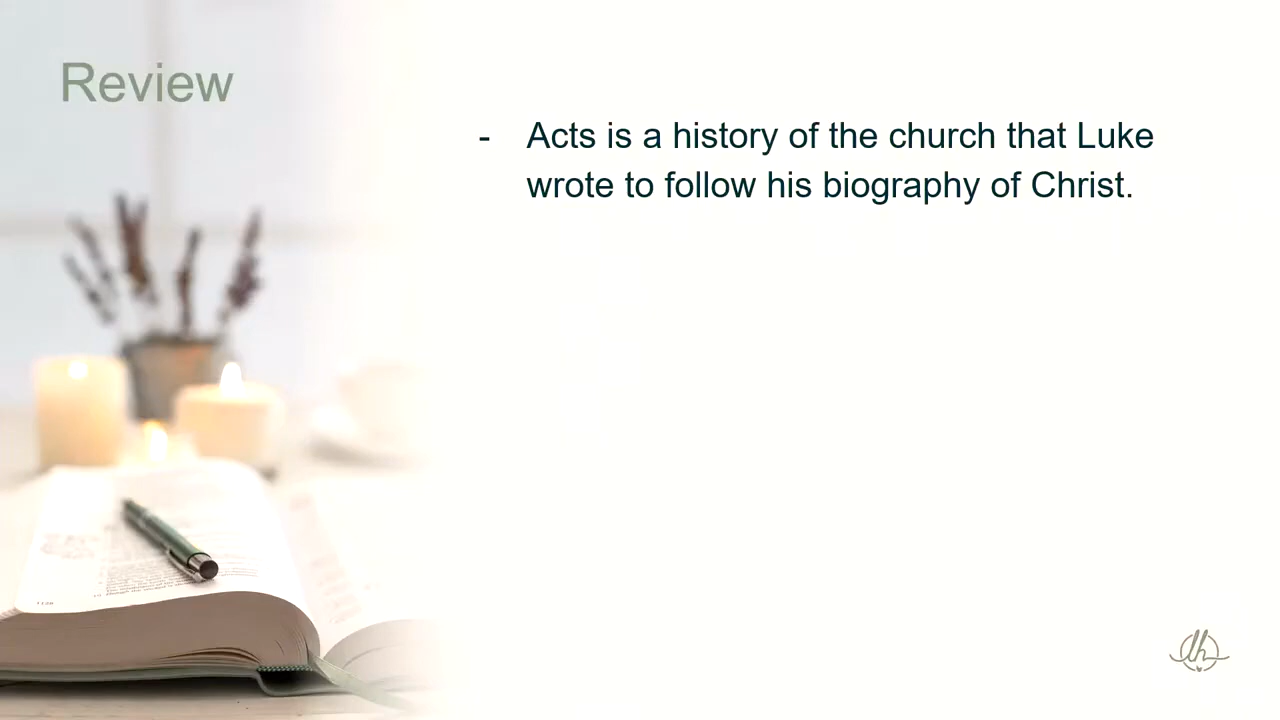 Review
- Acts is a history of the church that Luke
wrote to follow his biography of Christ.